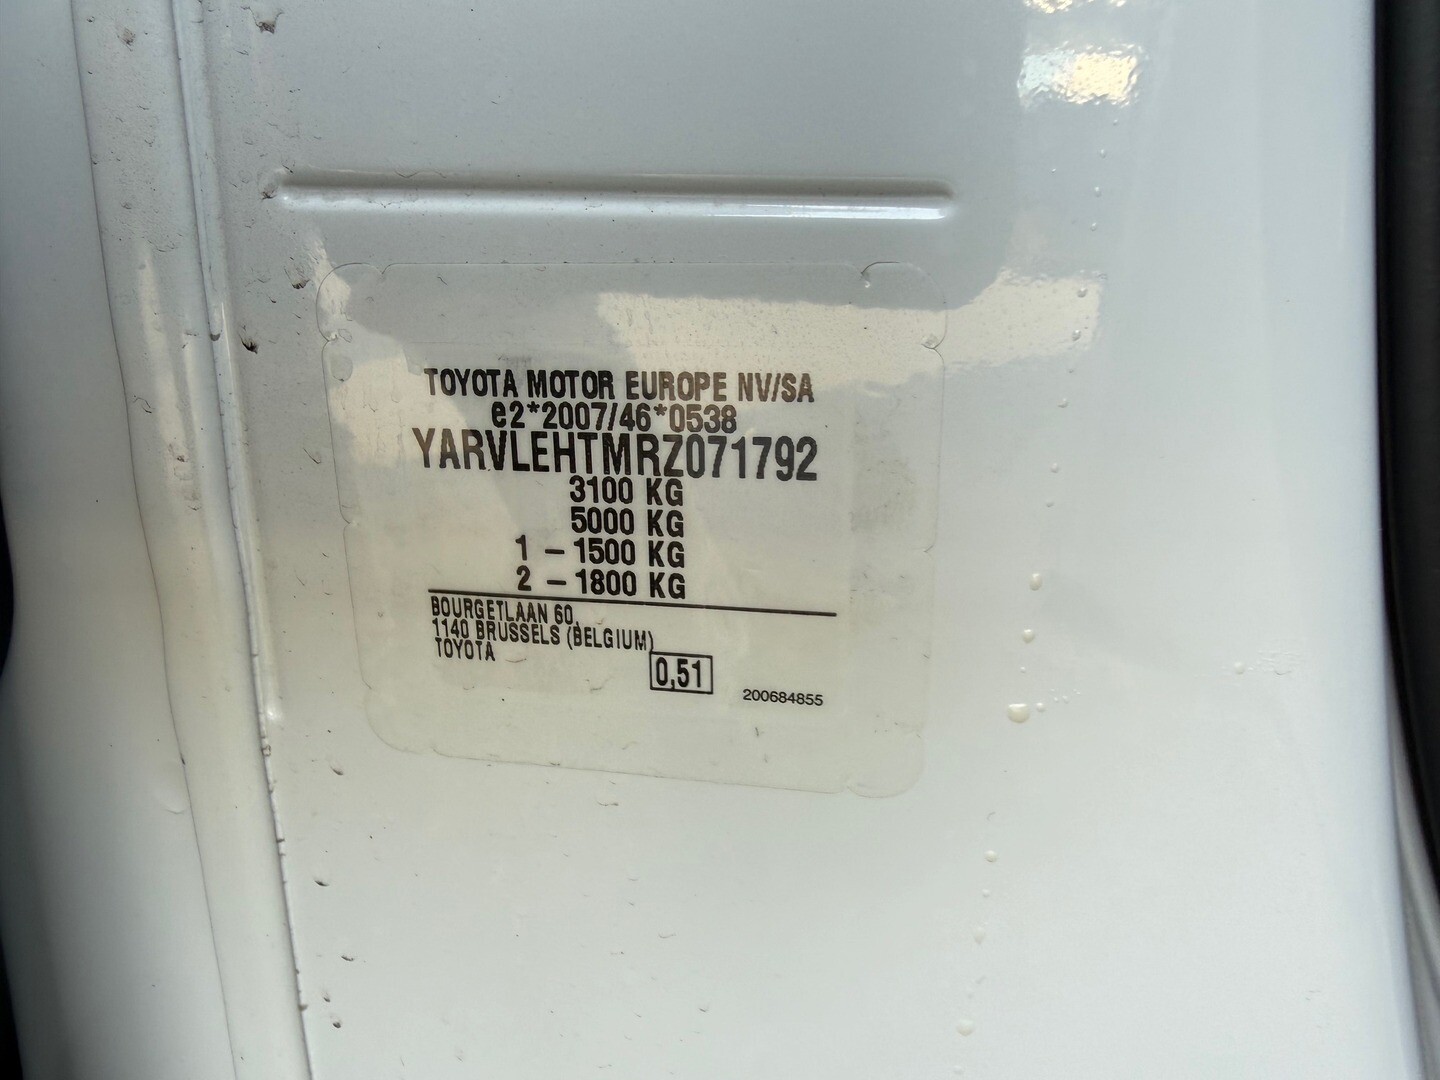 TOYOTA MOTOR EUROPE NV/SA
e2*2007/46*0538
YARVLEHTMRZ071792
3100 KG
5000 KG
1 – 1500 KG
2 – 1800 KG
BOURGETLAAN 60,
1140 BRUSSELS (BELGIUM)
TOYOTA
0,51
200684855